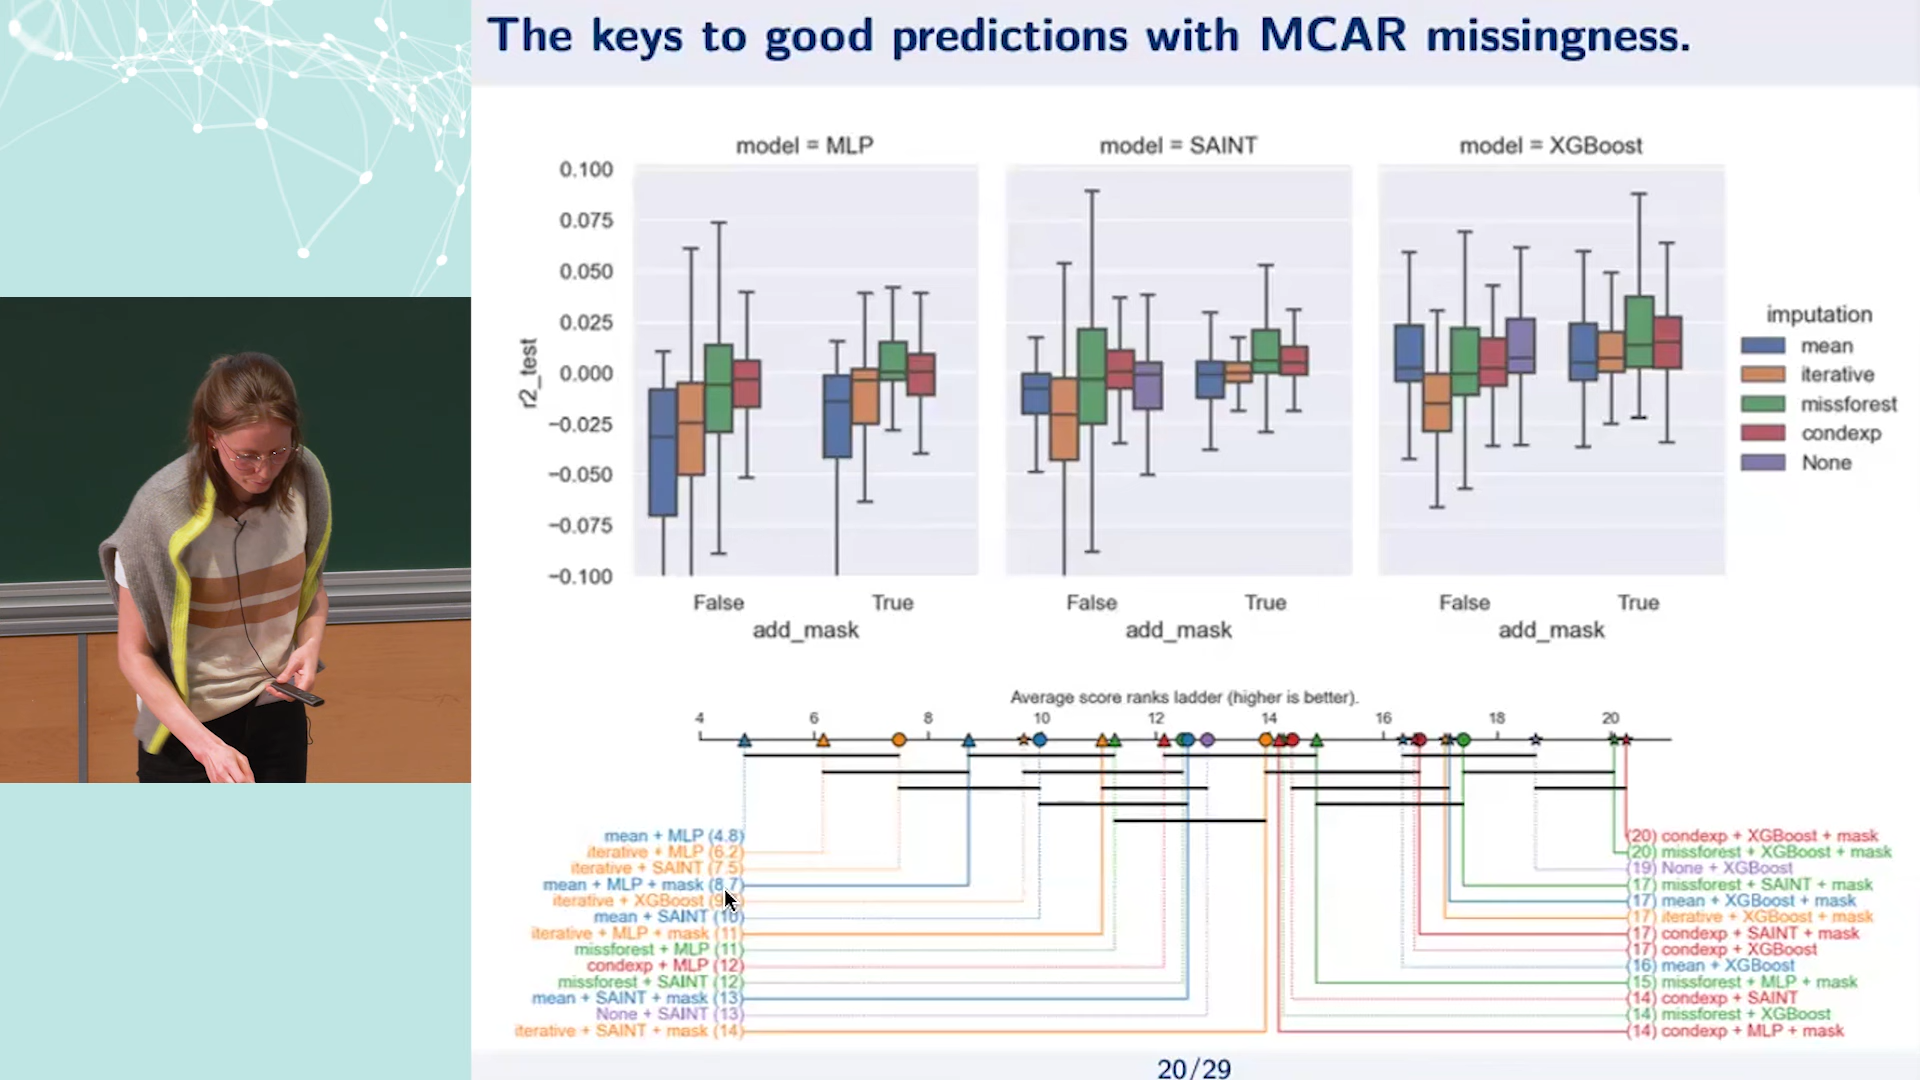 The keys to good predictions with MCAR missingness.
model = MLP
model = SAINT
model = XGBoost
0.100
0.075
0.050
0.025
0.000
−0.025
−0.050
−0.075
−0.100
r2_test
False
True
False
True
False
True
add_mask
add_mask
add_mask
imputation
mean
iterative
missforest
condexp
None
Average score ranks ladder (higher is better).
4 6 8 10 12 14 16 18 20
mean + MLP (4.8)
iterative + MLP (6.2)
iterative + SAINT (7.5)
mean + MLP + mask (8.7)
iterative + XGBoost
mean + SAINT (10)
iterative + MLP + mask (11)
missforest + MLP (11)
condexp + MLP (12)
missforest + SAINT (12)
mean + SAINT + mask (13)
None + SAINT (13)
iterative + SAINT + mask (14)
(20) condexp + XGBoost + mask
(20) missforest + XGBoost + mask
(19) None + XGBoost
(17) missforest + SAINT + mask
(17) mean + XGBoost + mask
(17) iterative + XGBoost + mask
(17) condexp + SAINT + mask
(17) condexp + XGBoost
(16) mean + XGBoost
(15) missforest + MLP + mask
(14) condexp + SAINT
(14) missforest + XGBoost
(14) condexp + MLP + mask
20/29